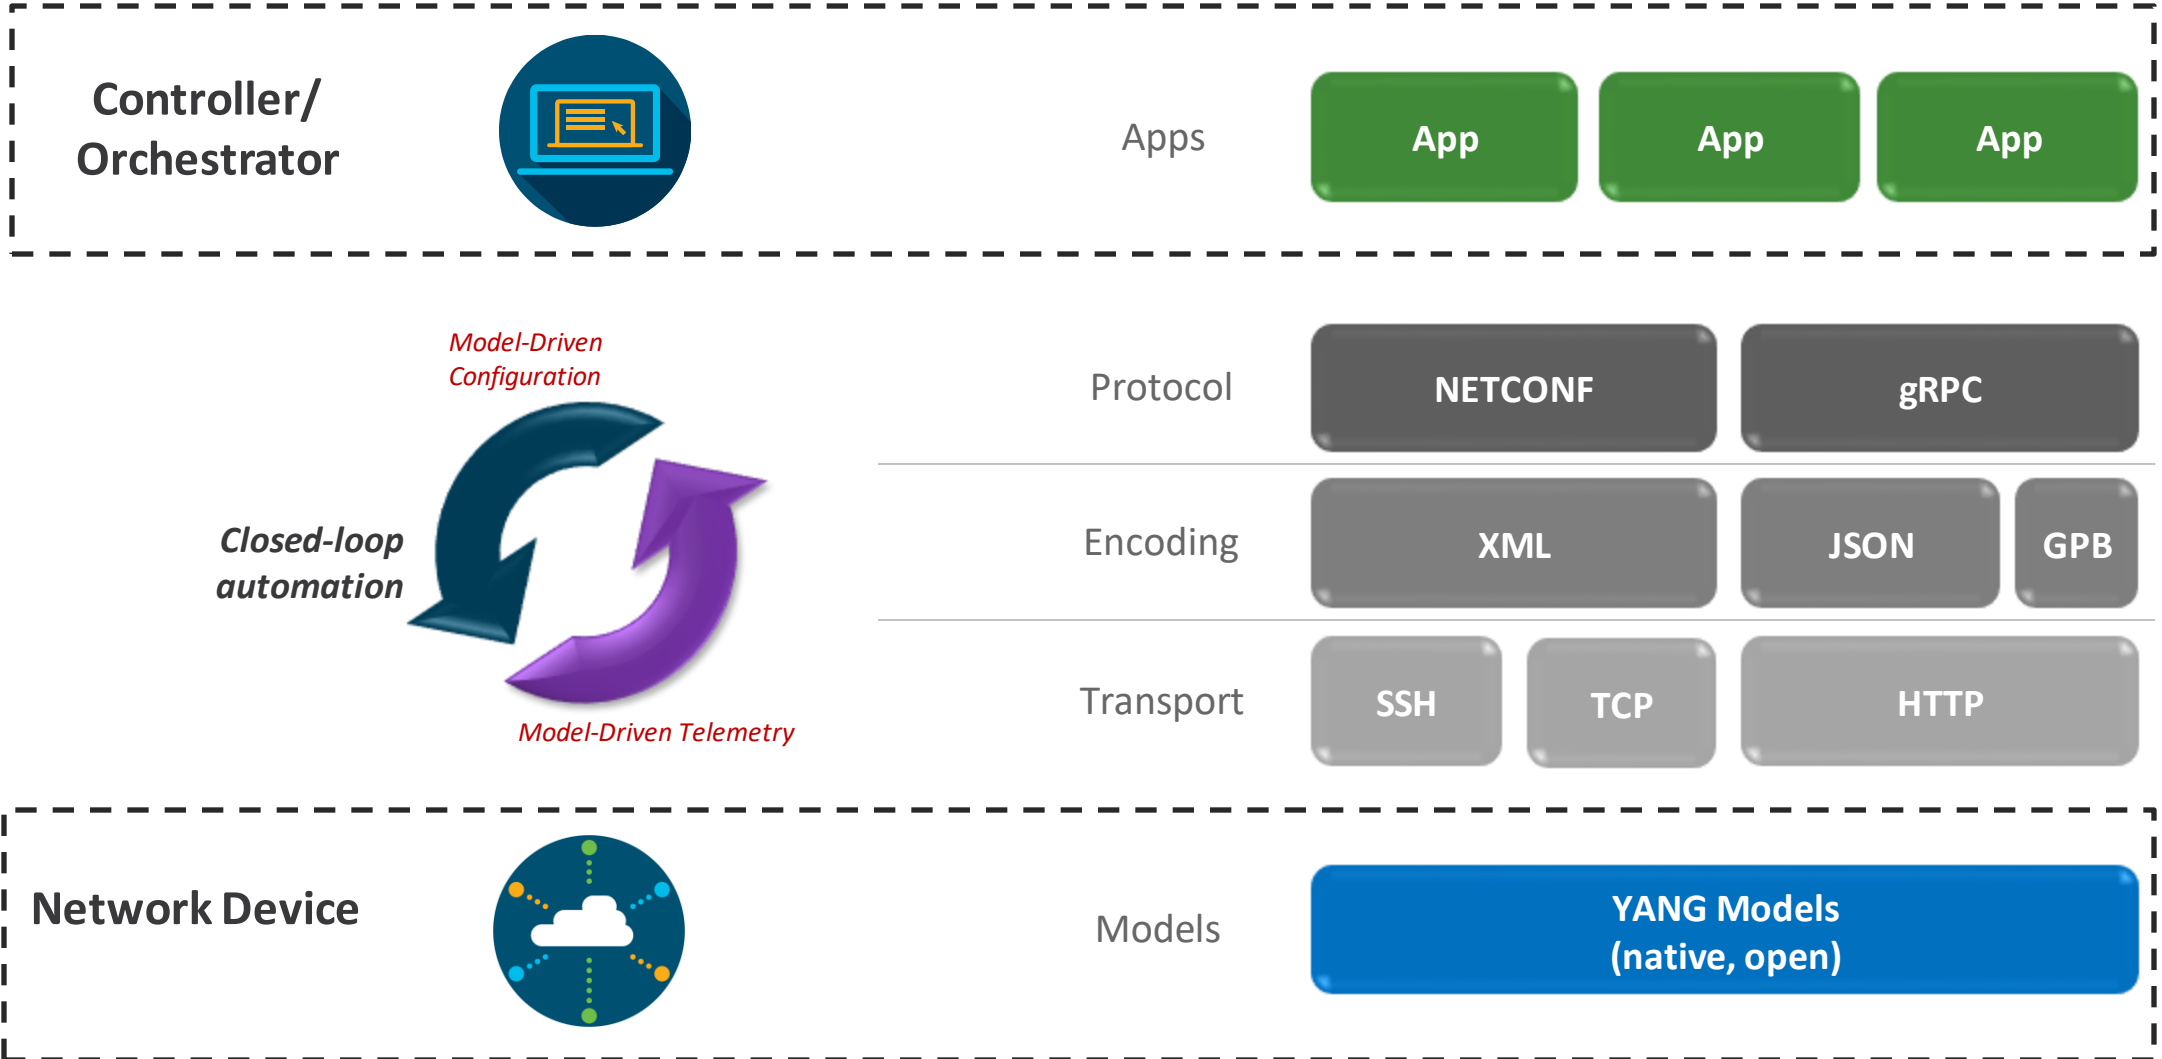 Controller/
Orchestrator
Apps
App
App
App
Model-Driven
Configuration
Closed-loop
automation
Model-Driven Telemetry
Protocol
NETCONF
gRPC
Encoding
XML
JSON
GPB
Transport
SSH
TCP
HTTP
Network Device
Models
YANG Models
(native, open)